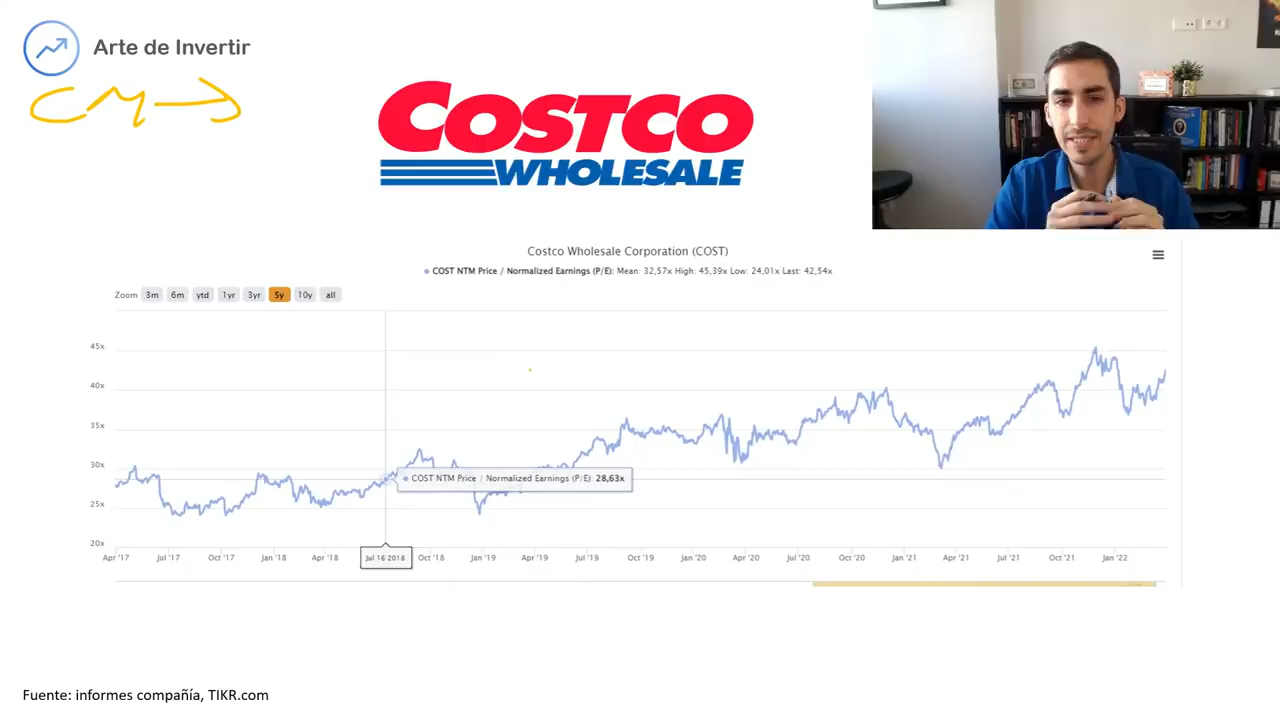 Arte de Invertir
COSTCO
WHOLESALE
Costco Wholesale Corporation (COST)
COST NTM Price / Normalized Earnings (P/E): Mean: 32,57x High: 45,39x Low: 24,01x Last: 42,54x
Zoom 3m 6m ytd 1yr 3yr 5y 10y all
45x
40x
35x
30x
25x
20x
COST NTM Price / Normalized Earnings (P/E): 28,63x
Apr '17 Jul '17 Oct '17 Jan '18 Apr '18 Jul 16 2018 Oct '18 Jan '19 Apr '19 Jul '19 Oct '19 Jan '20 Apr '20 Jul '20 Oct '20 Jan '21 Apr '21 Jul '21 Oct '21 Jan '22
Fuente: informes compañía, TIKR.com